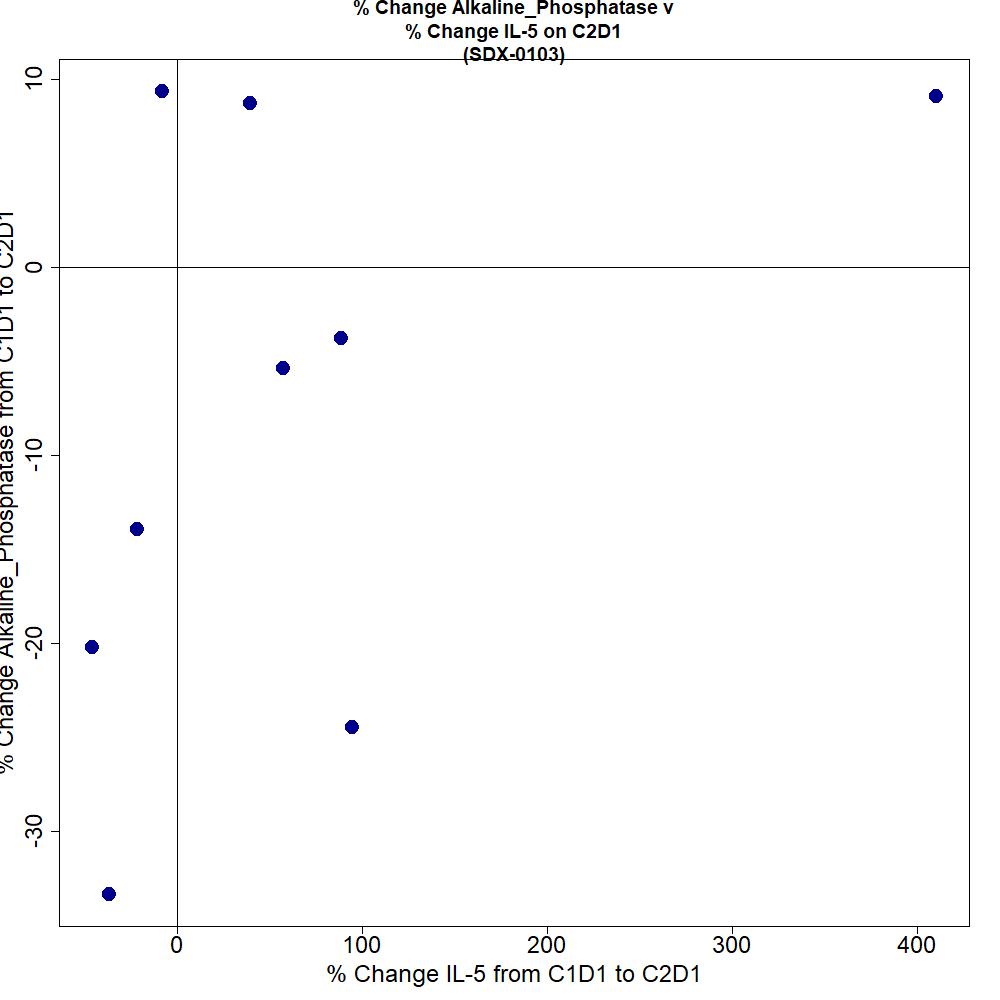 % Change Alkaline_Phosphatase v
% Change IL-5 on C2D1
(SDX-0103)
% Change Alkaline_Phosphatase from C1D1 to C2D1
10
0
-10
-20
-30
0 100 200 300 400
% Change IL-5 from C1D1 to C2D1